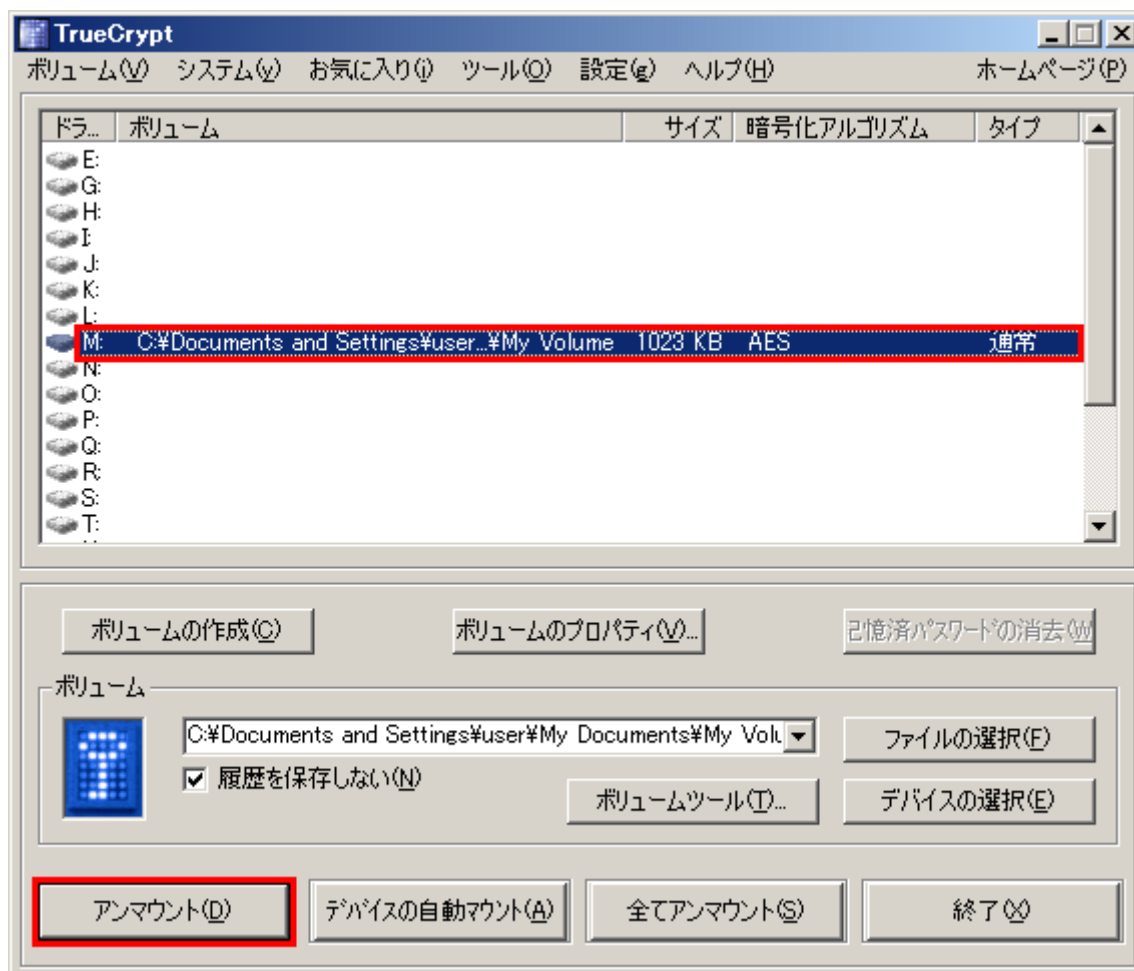 TrueCrypt
ボリューム(V) システム(y) お気に入り(i) ツール(O) 設定(g) ヘルプ(H) ホームページ(P)
ドラ... ボリューム サイズ 暗号化アルゴリズム タイプ
E:
G:
H:
I:
J:
K:
L:
M: C:¥Documents and Settings¥user...¥My Volume 1023 KB AES 通常
N:
O:
P:
Q:
R:
S:
T:
ボリュームの作成(C) ボリュームのプロパティ(V)... 記憶済パスワードの消去(W
ボリューム
C:¥Documents and Settings¥user¥My Documents¥My Volu ファイルの選択(F)
履歴を保存しない(N)
ボリュームツール(T)... デバイスの選択(E)
アンマウント(D) デバイスの自動マウント(A) 全てアンマウント(S) 終了(X)